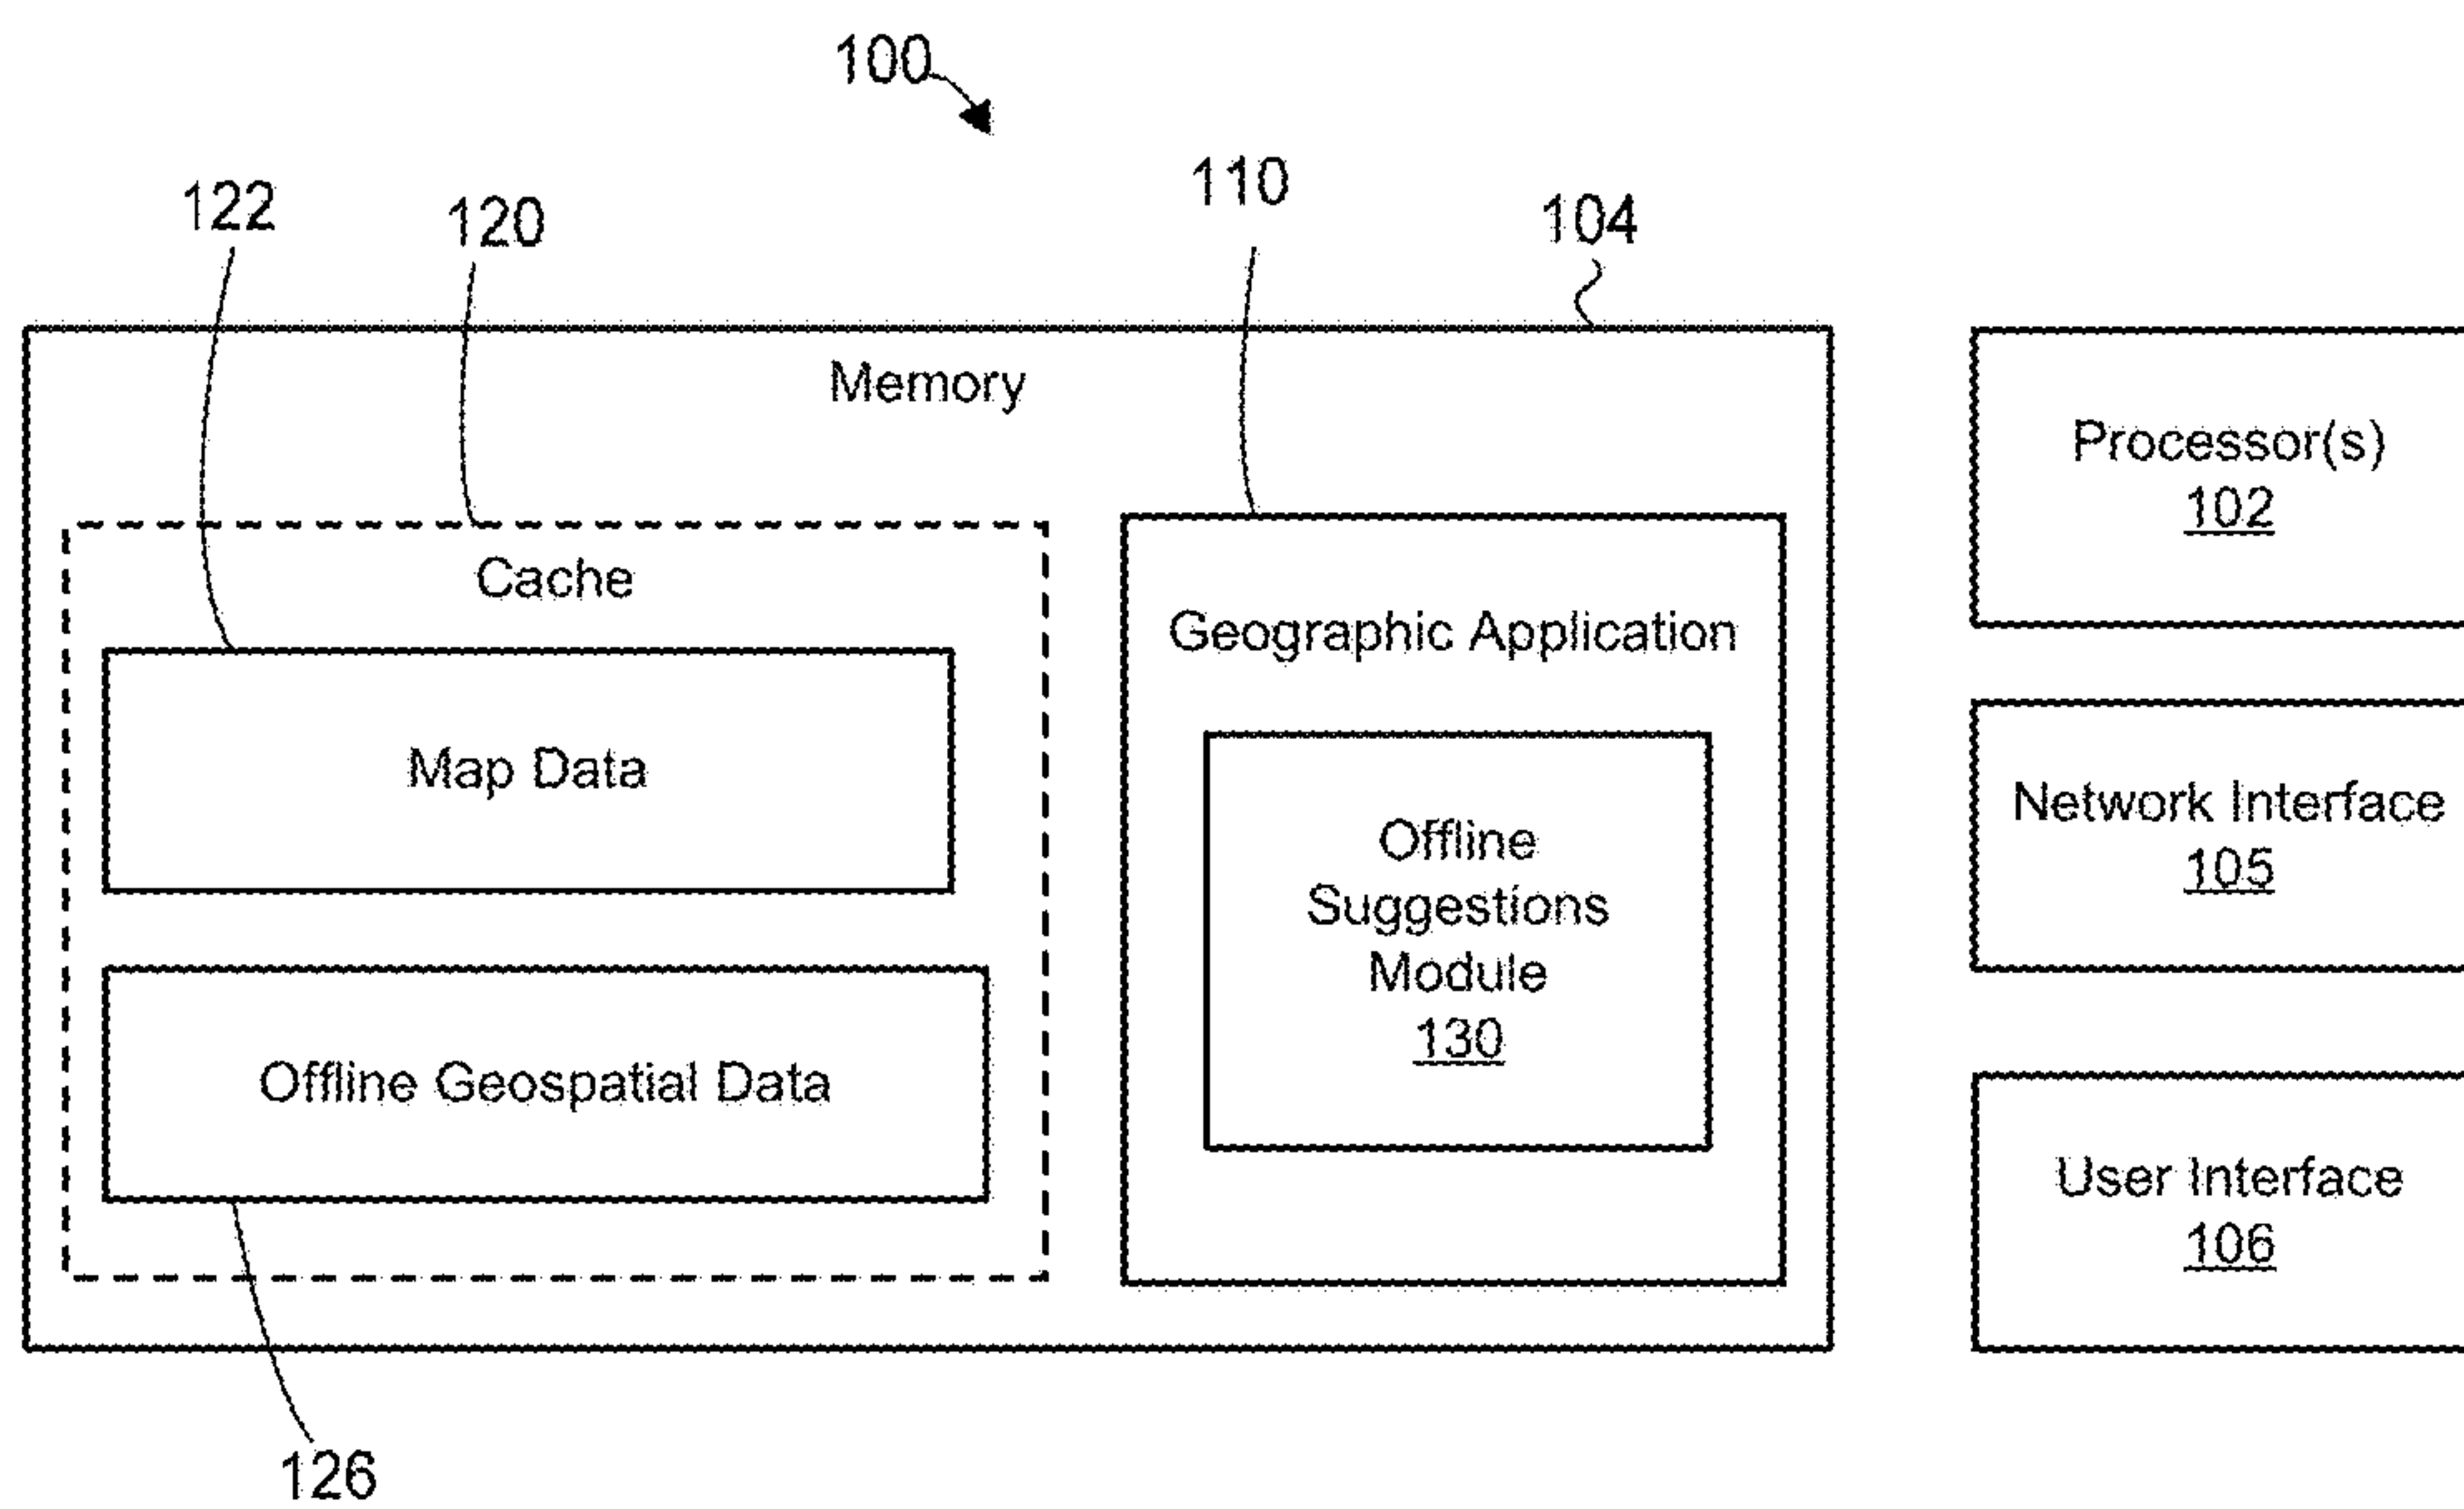 100
122
120
110
104
Memory
Cache
Map Data
Offline Geospatial Data
126
Geographic Application
Offline
Suggestions
Module
130
Processor(s)
102
Network Interface
105
User Interface
106